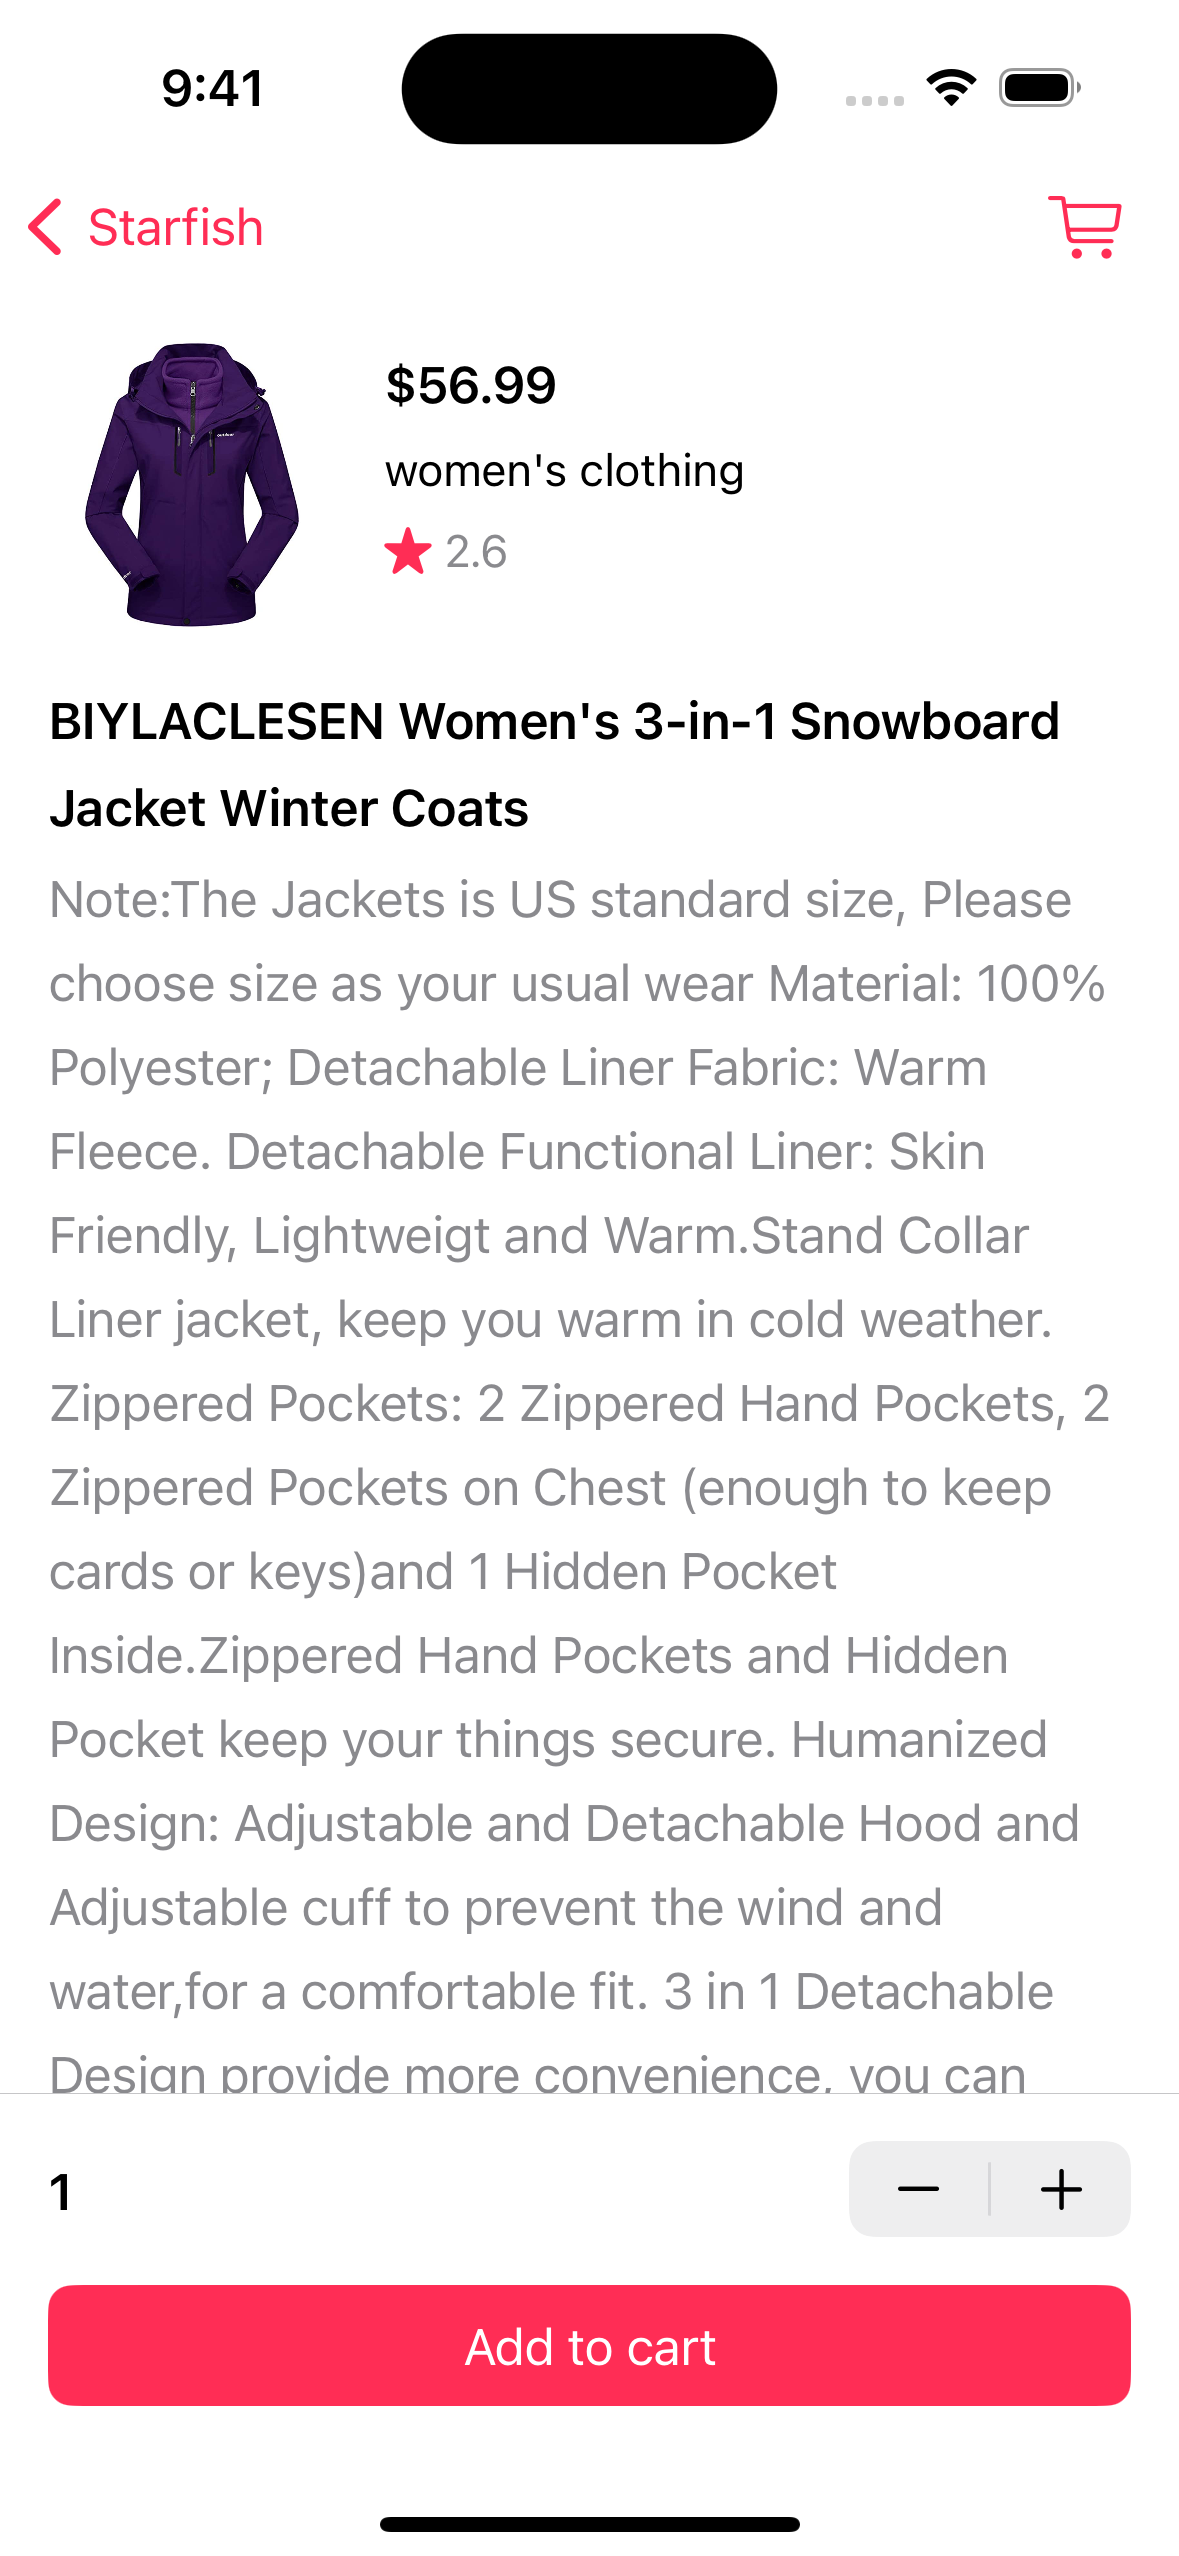 9:41
Starfish
$56.99
women's clothing
2.6
outdoor
BIYLACLESEN Women's 3-in-1 Snowboard
Jacket Winter Coats
Note:The Jackets is US standard size, Please
choose size as your usual wear Material: 100%
Polyester; Detachable Liner Fabric: Warm
Fleece. Detachable Functional Liner: Skin
Friendly, Lightweigt and Warm.Stand Collar
Liner jacket, keep you warm in cold weather.
Zippered Pockets: 2 Zippered Hand Pockets, 2
Zippered Pockets on Chest (enough to keep
cards or keys)and 1 Hidden Pocket
Inside.Zippered Hand Pockets and Hidden
Pocket keep your things secure. Humanized
Design: Adjustable and Detachable Hood and
Adjustable cuff to prevent the wind and
water,for a comfortable fit. 3 in 1 Detachable
Design provide more convenience, you can
1
Add to cart